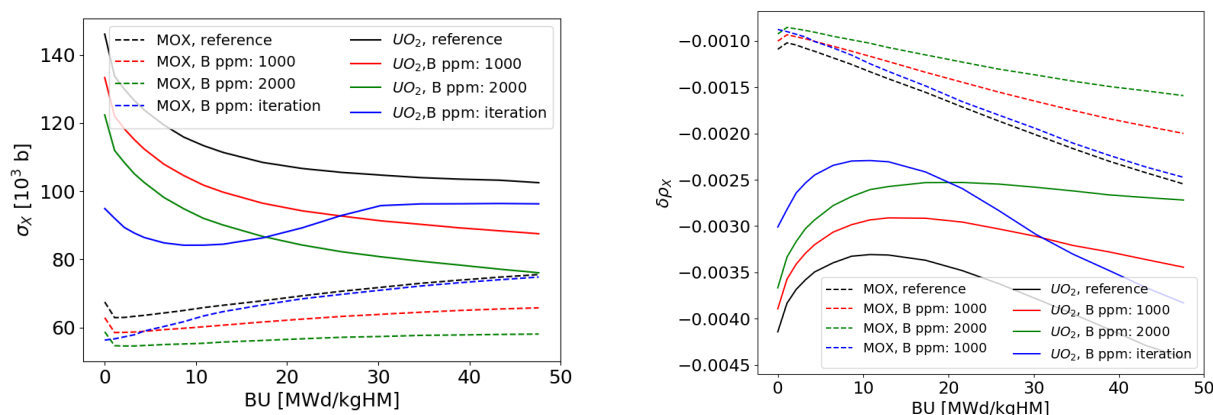 140
120
100
80
60
σX [10³ b]
0
10
20
30
40
50
BU [MWd/kgHM]
MOX, reference
MOX, B ppm: 1000
MOX, B ppm: 2000
MOX, B ppm: iteration
UO₂, reference
UO₂,B ppm: 1000
UO₂, B ppm: 2000
UO₂,B ppm: iteration
−0.0010
−0.0015
−0.0020
−0.0025
−0.0030
−0.0035
−0.0040
−0.0045
δρX
0
10
20
30
40
50
BU [MWd/kgHM]
MOX, reference
MOX, B ppm: 1000
MOX, B ppm: 2000
MOX, B ppm: 1000
UO₂, reference
UO₂, B ppm: 1000
UO₂, B ppm: 2000
UO₂, B ppm: iteration